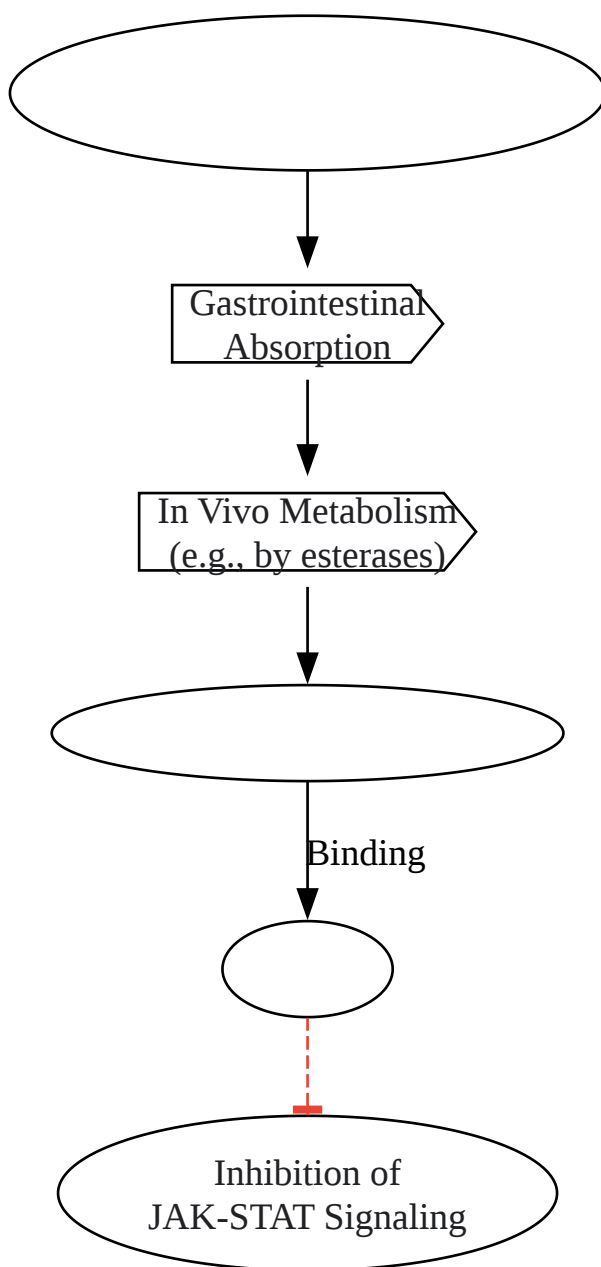 Gastrointestinal
Absorption
In Vivo Metabolism
(e.g., by esterases)
Binding
Inhibition of
JAK-STAT Signaling